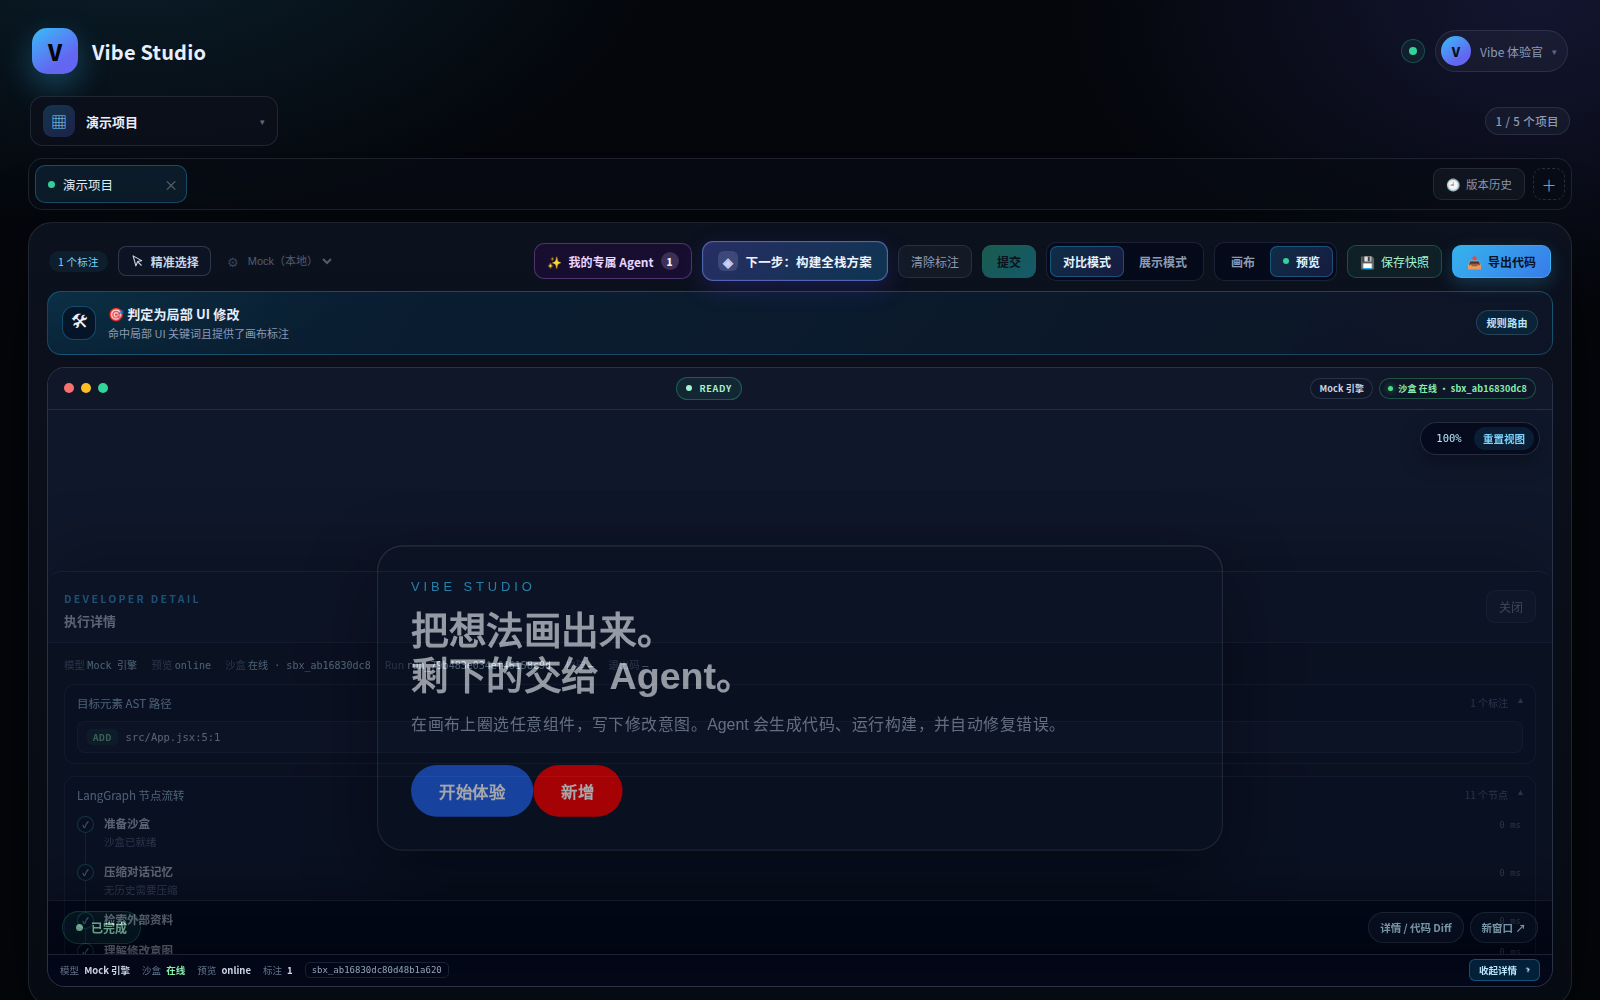 V
Vibe Studio
V
Vibe 体验官
演示项目
1 / 5 个项目
演示项目
版本历史
1 个标注
精准选择
Mock（本地）
我的专属 Agent 1
下一步：构建全栈方案
清除标注
提交
对比模式
展示模式
画布
预览
保存快照
导出代码
判定为局部 UI 修改
命中局部 UI 关键词且提供了画布标注
规则路由
READY
Mock 引擎
沙盒 在线 · sbx_ab16830dc8
100%
重置视图
VIBE STUDIO
把想法画出来。
剩下的交给 Agent。
在画布上圈选任意组件，写下修改意图。Agent 会生成代码、运行构建，并自动修复错误。
开始体验
新增
DEVELOPER DETAIL
执行详情
关闭
模型 Mock 引擎 预览 online 沙盒 在线 · sbx_ab16830dc8 Run
目标元素 AST 路径
1 个标注
ADD src/App.jsx:5:1
LangGraph 节点流转
11 个节点
准备沙盒
0 ms
沙盒已就绪
压缩对话记忆
0 ms
无历史需要压缩
检索外部资料
0 ms
理解修改意图
0 ms
已完成
详情 / 代码 Diff
新窗口 ↗
模型 Mock 引擎 沙盒 在线 预览 online 标注 1 sbx_ab16830dc80d48b1a620
收起详情